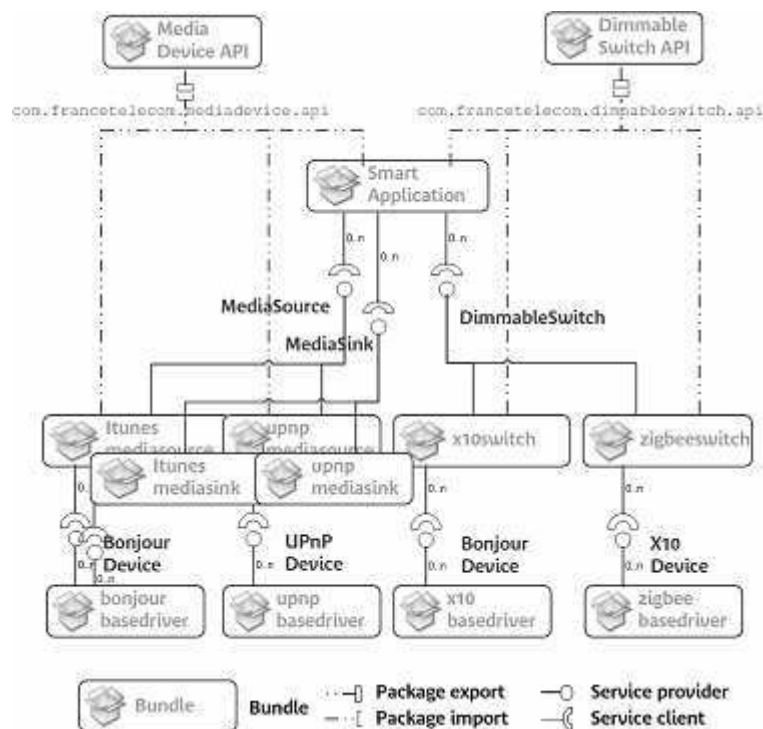 Media
Device API
Dimmable
Switch API
com.francetelecom.mediadevice.api
com.francetelecom.dimmableswitch.api
Smart
Application
0..n
0..n
0..n
MediaSource
MediaSink
DimmableSwitch
Itunes
mediasource
upnp
mediasource
x10switch
zigbeeswitch
Itunes
mediasink
upnp
mediasink
0..n
0..n
0..n
Bonjour
Device
UPnP
Device
Bonjour
Device
X10
Device
0..n
0..n
0..n
0..n
0..n
bonjour
basedriver
upnp
basedriver
x10
basedriver
zigbee
basedriver
Bundle
Bundle
Package export
Service provider
Package import
Service client